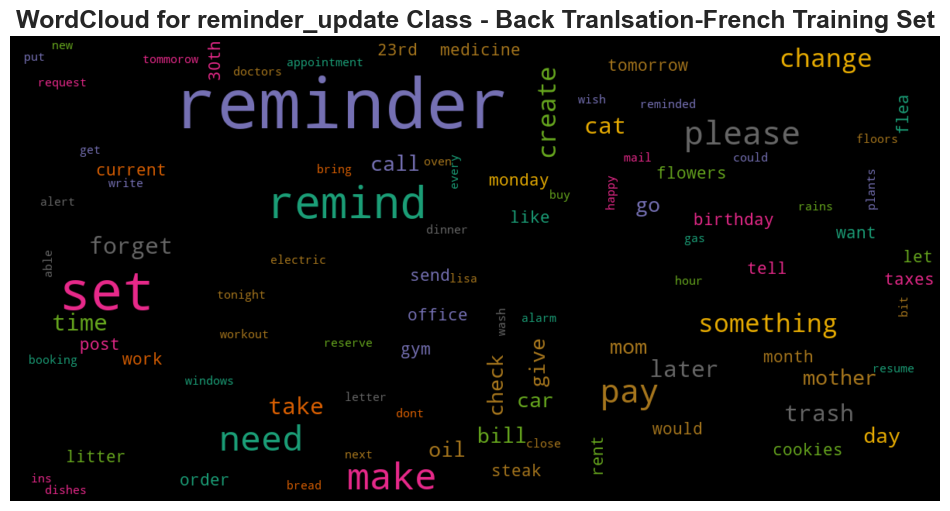 WordCloud for reminder_update Class - Back Tranlsation-French Training Set
new
put
tommorow
30th
doctors
appointment
23rd
medicine
request
reminder
create
tomorrow
change
wish
reminded
cat
please
flea
floors
get
current
write
bring
call
oven
every
monday
buy
mail
could
flowers
happy
plants
alert
remind
like
go
birthday
rains
want
forget
dinner
gas
able
electric
send
lisa
tell
hour
let
taxes
set
tonight
office
wash
alarm
something
bit
time
workout
post
reserve
gym
mom
booking
work
check
give
later
month
resume
windows
mother
take
letter
dont
car
pay
trash
need
bill
close
would
day
litter
next
oil
steak
rent
cookies
ins
dishes
order
bread
make